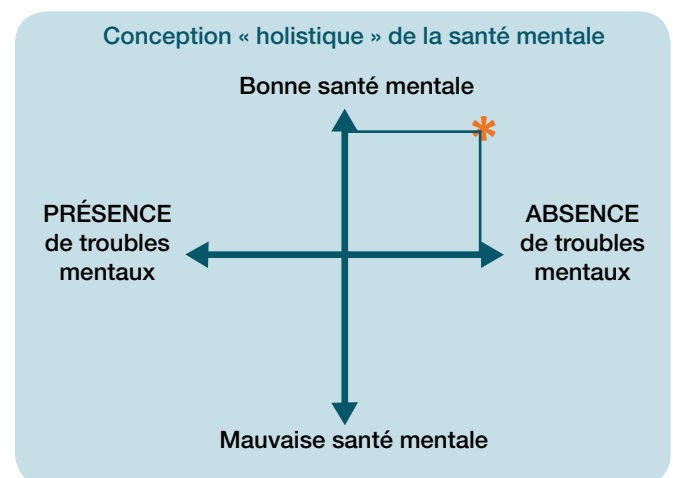 Conception « holistique » de la santé mentale
Bonne santé mentale
PRÉSENCE
de troubles
mentaux
ABSENCE
de troubles
mentaux
Mauvaise santé mentale